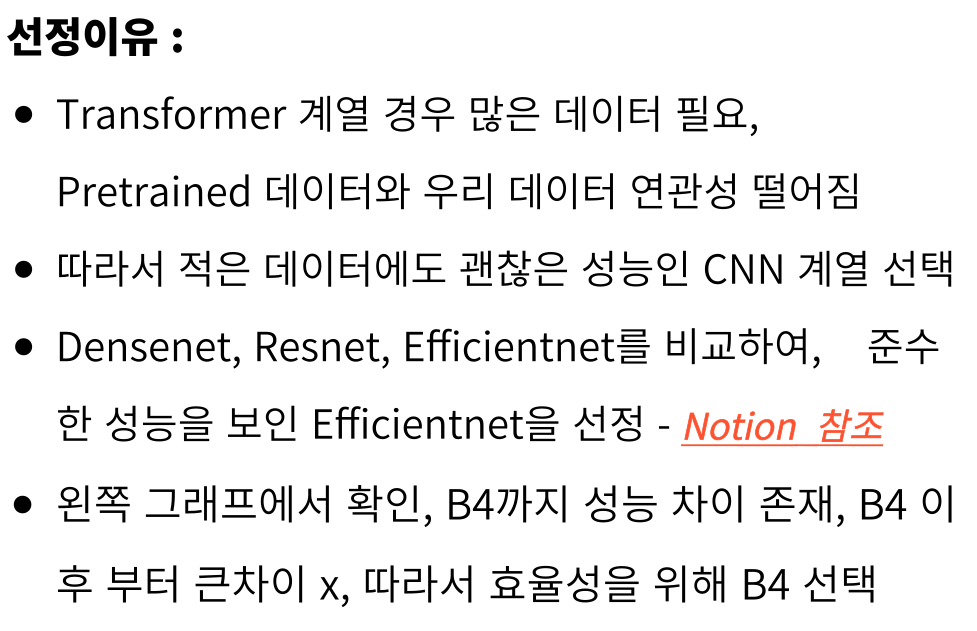 선정이유 :
● Transformer 계열 경우 많은 데이터 필요,
Pretrained 데이터와 우리 데이터 연관성 떨어짐
● 따라서 적은 데이터에도 괜찮은 성능인 CNN 계열 선택
● Densenet, Resnet, Efficientnet를 비교하여, 준수
한 성능을 보인 Efficientnet을 선정 - Notion 참조
● 왼쪽 그래프에서 확인, B4까지 성능 차이 존재, B4 이
후 부터 큰차이 x, 따라서 효율성을 위해 B4 선택